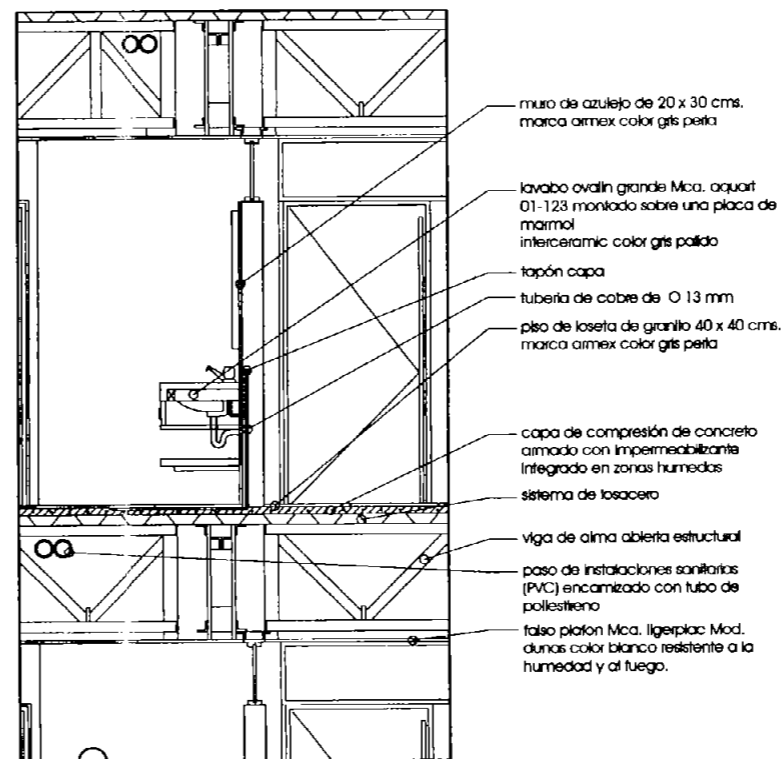 muro de azulejo de 20 x 30 cms.
marca armex color gris perla
lavabo ovalin grande Mca. aquart
01-123 montado sobre una placa de
marmol
interceramic color gris palido
tapón capa
tuberia de cobre de O 13 mm
piso de loseta de granito 40 x 40 cms.
marca armex color gris perla
capa de compresión de concreto
armado con impermeabilizante
integrado en zonas humedas
sistema de losacero
viga de alma abierta estructural
paso de instalaciones sanitarias
(PVC) encamizado con tubo de
poliestireno
falso plafon Mca. ligerplac Mod.
dunas color blanco resistente a la
humedad y al fuego.